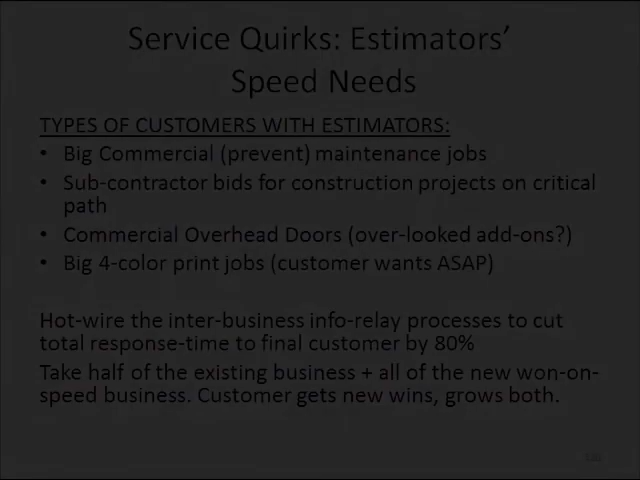 Service Quirks: Estimators'
Speed Needs
TYPES OF CUSTOMERS WITH ESTIMATORS:
• Big Commercial (prevent) maintenance jobs
• Sub-contractor bids for construction projects on critical
path
• Commercial Overhead Doors (over-looked add-ons?)
• Big 4-color print jobs (customer wants ASAP)
Hot-wire the inter-business info-relay processes to cut
total response-time to final customer by 80%
Take half of the existing business + all of the new won-on-
speed business. Customer gets new wins, grows both.